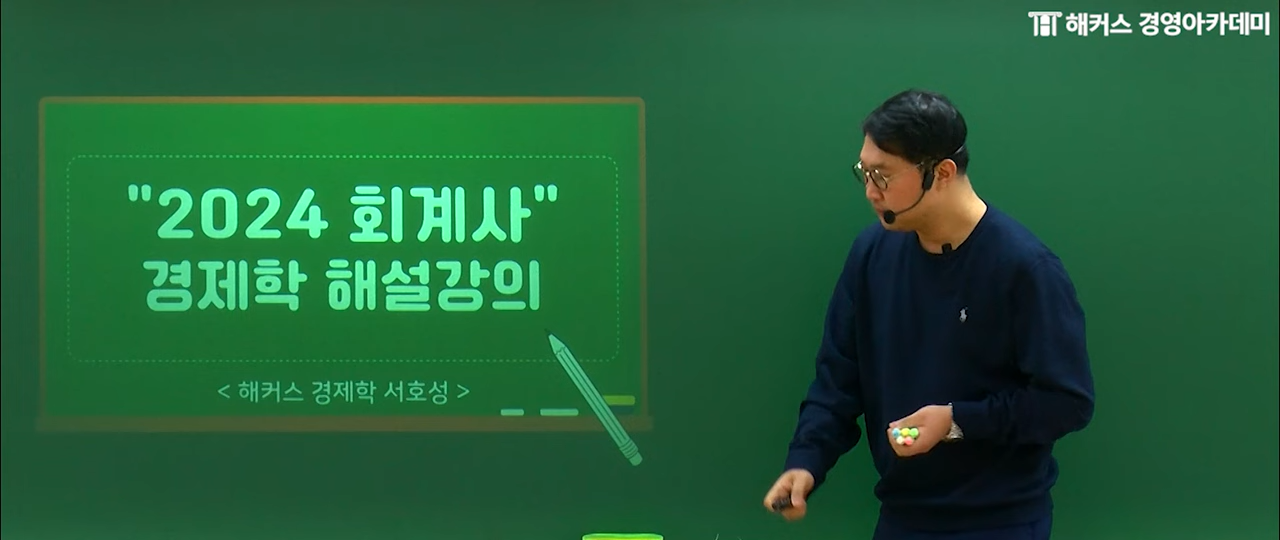 해커스 경영아카데미
"2024 회계사"
경제학 해설강의
< 해커스 경제학 서호성 >